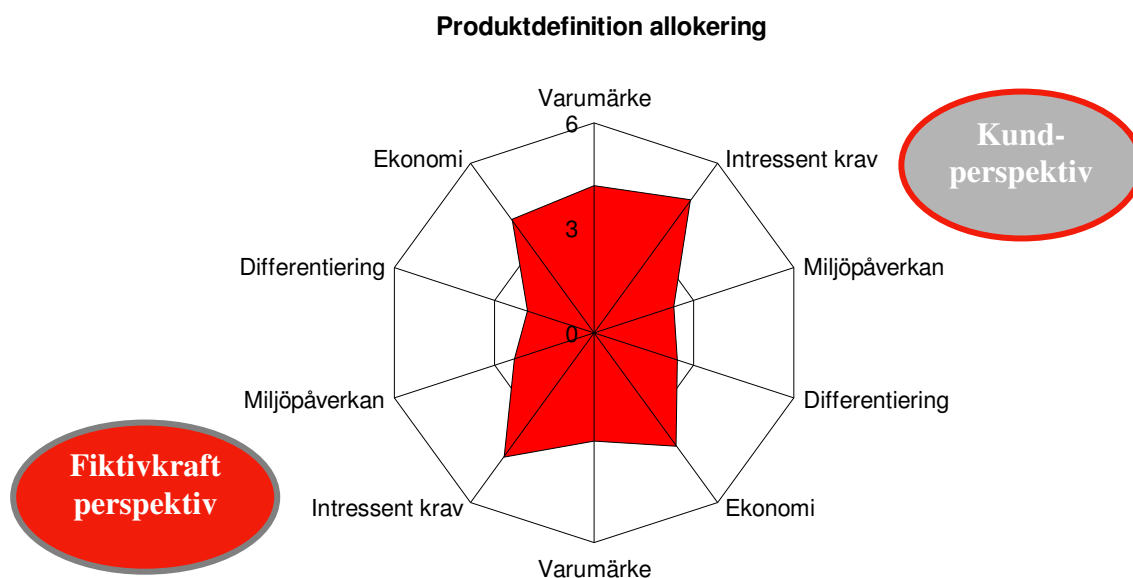 Produktdefinition allokering
Varumärke
6
Ekonomi
Intressent krav
Kund-
perspektiv
3
Differentiering
Miljöpåverkan
0
Miljöpåverkan
Differentiering
Fiktivkraft
perspektiv
Intressent krav
Ekonomi
Varumärke